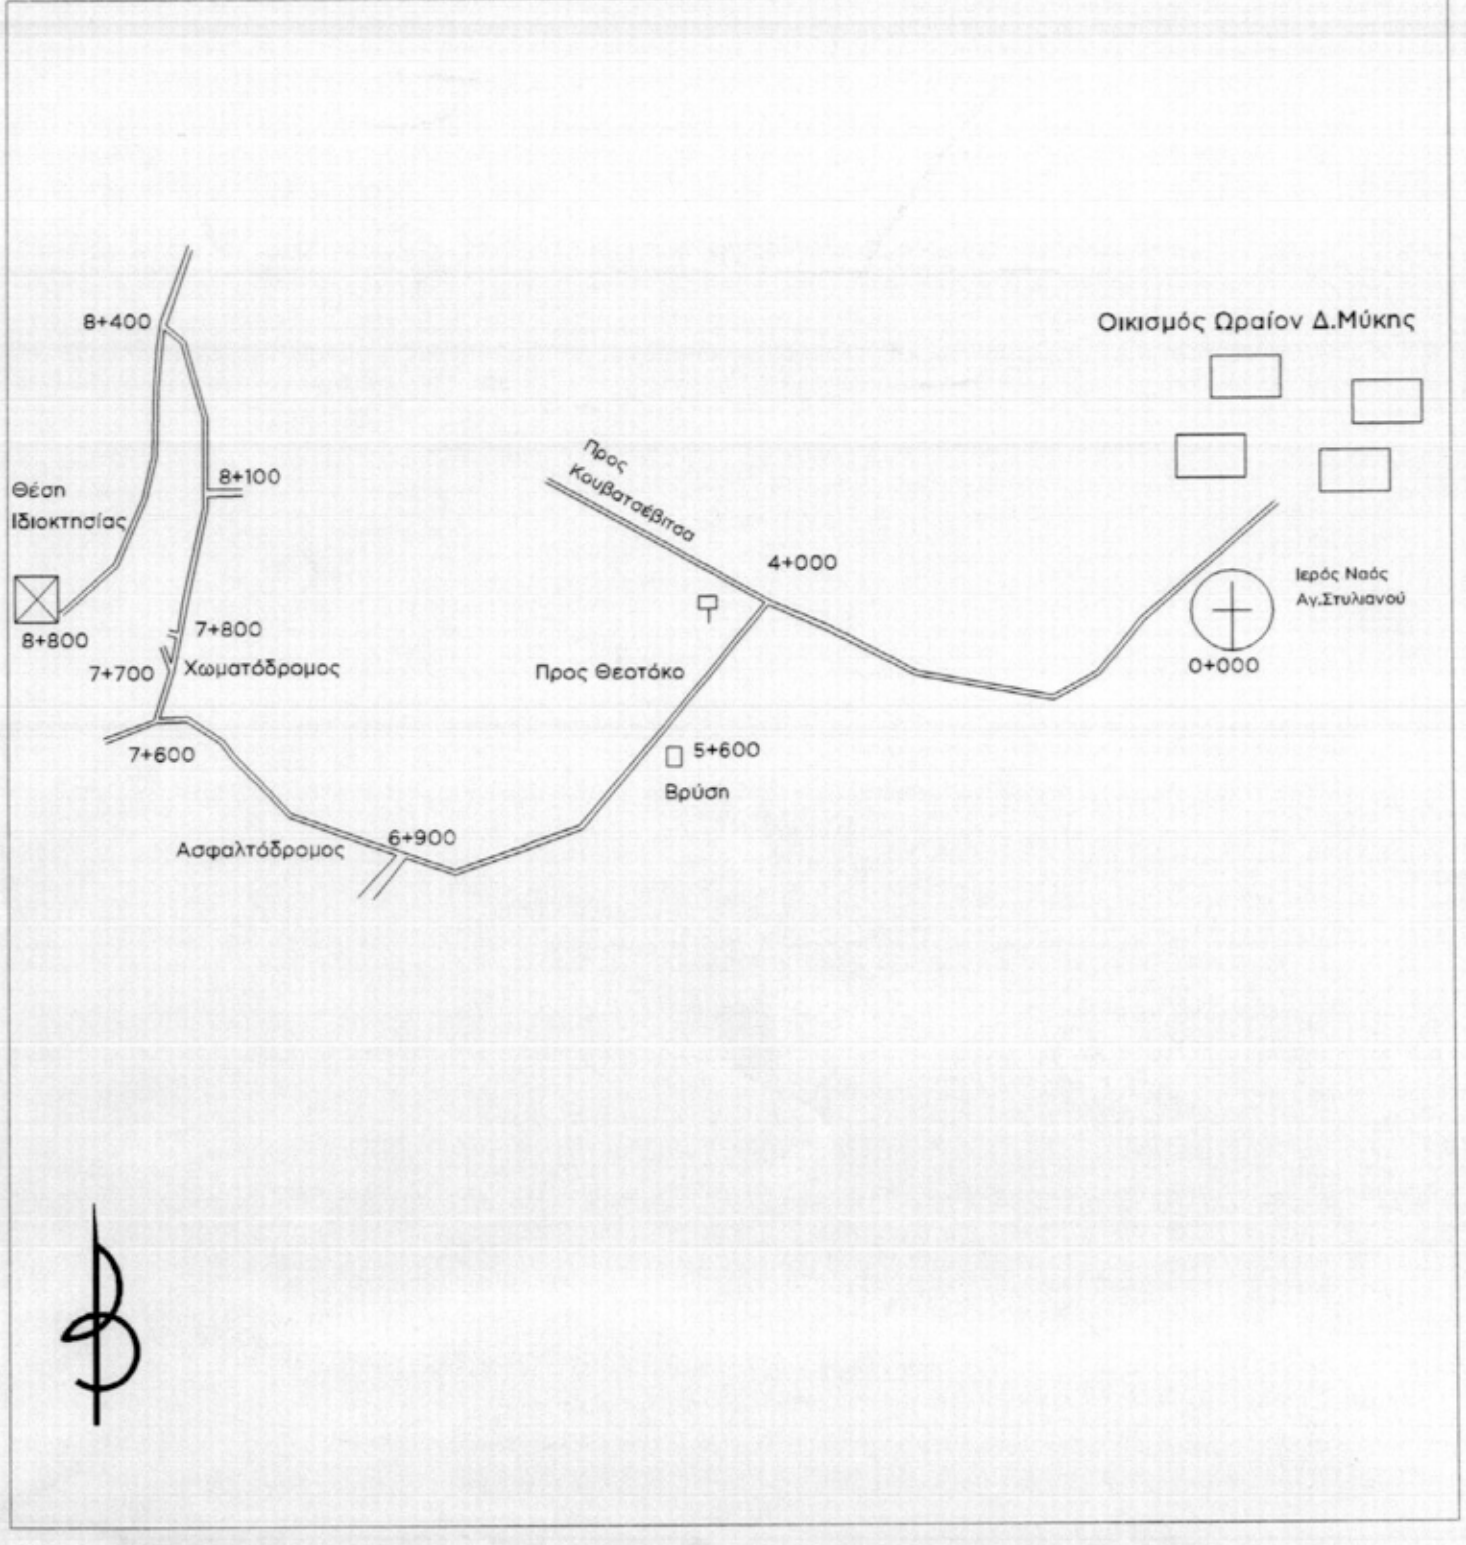 Οικισμός Ωραίον Δ.Μύκης
8+400
Προς
Κουβατσέβιτσα
8+100
Θέση
Ιδιοκτησίας
4+000
Ιερός Ναός
Αγ.Στυλιανού
0+000
8+800
7+800
7+700
Χωματόδρομος
Προς Θεοτόκο
7+600
5+600
Βρύση
6+900
Ασφαλτόδρομος
Β